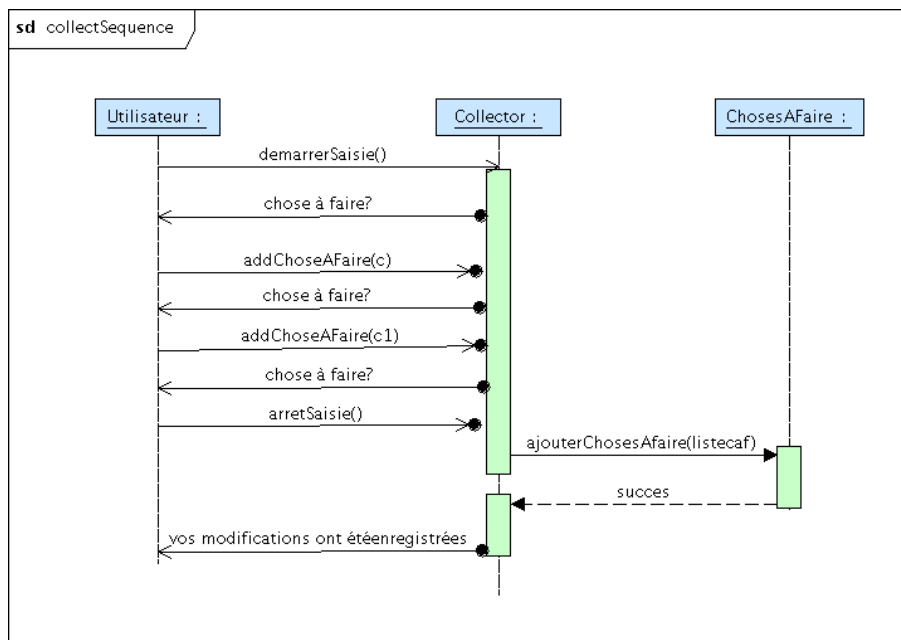 sd collectSequence
Utilisateur :
Collector :
ChosesAFaire :
demarrerSaisie()
chose à faire?
addChoseAFaire(c)
chose à faire?
addChoseAFaire(c1)
chose à faire?
arretSaisie()
ajouterChosesAfaire(listecaf)
succes
vos modifications ont étéenregistrées